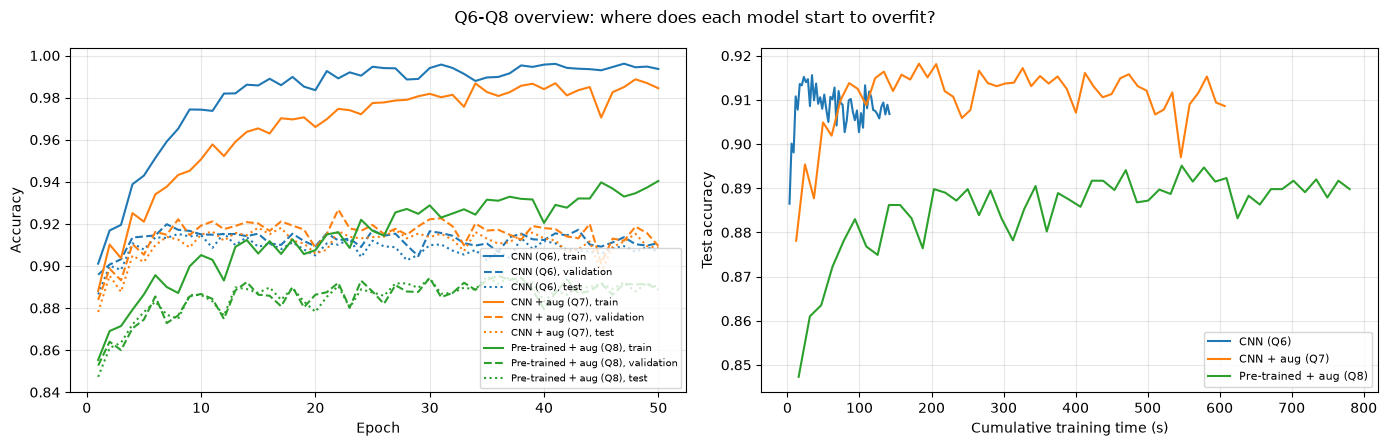 Q6-Q8 overview: where does each model start to overfit?
1.00
0.98
0.96
0.94
0.92
0.90
0.88
0.86
0.84
Accuracy
0
10
20
30
40
50
Epoch
CNN (Q6), train
CNN (Q6), validation
CNN (Q6), test
CNN + aug (Q7), train
CNN + aug (Q7), validation
CNN + aug (Q7), test
Pre-trained + aug (Q8), train
Pre-trained + aug (Q8), validation
Pre-trained + aug (Q8), test
0.92
0.91
0.90
0.89
0.88
0.87
0.86
0.85
Test accuracy
0
100
200
300
400
500
600
700
800
Cumulative training time (s)
CNN (Q6)
CNN + aug (Q7)
Pre-trained + aug (Q8)